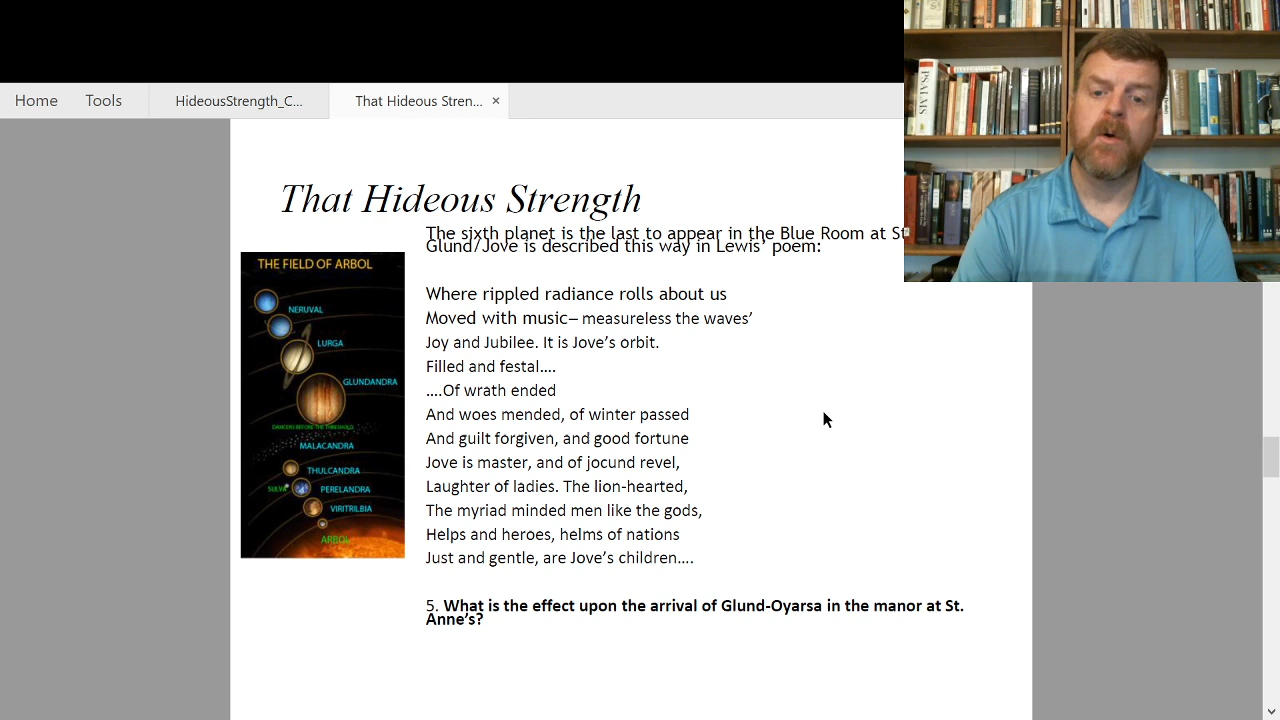 Home
Tools
HideousStrength_C...
That Hideous Stren...
PSALMS
That Hideous Strength
The sixth planet is the last to appear in the Blue Room at St
Glund/Jove is described this way in Lewis' poem:
THE FIELD OF ARBOL
NERUVAL
LURGA
GLUNDANDRA
DANCERS BEFORE THE THRESHOLD
MALACANDRA
THULCANDRA
SULVA
PERELANDRA
VIRITRILBIA
ARBOL
Where rippled radiance rolls about us
Moved with music– measureless the waves'
Joy and Jubilee. It is Jove's orbit.
Filled and festal....
....Of wrath ended
And woes mended, of winter passed
And guilt forgiven, and good fortune
Jove is master, and of jocund revel,
Laughter of ladies. The lion-hearted,
The myriad minded men like the gods,
Helps and heroes, helms of nations
Just and gentle, are Jove's children....
5. What is the effect upon the arrival of Glund-Oyarsa in the manor at St.
Anne's?